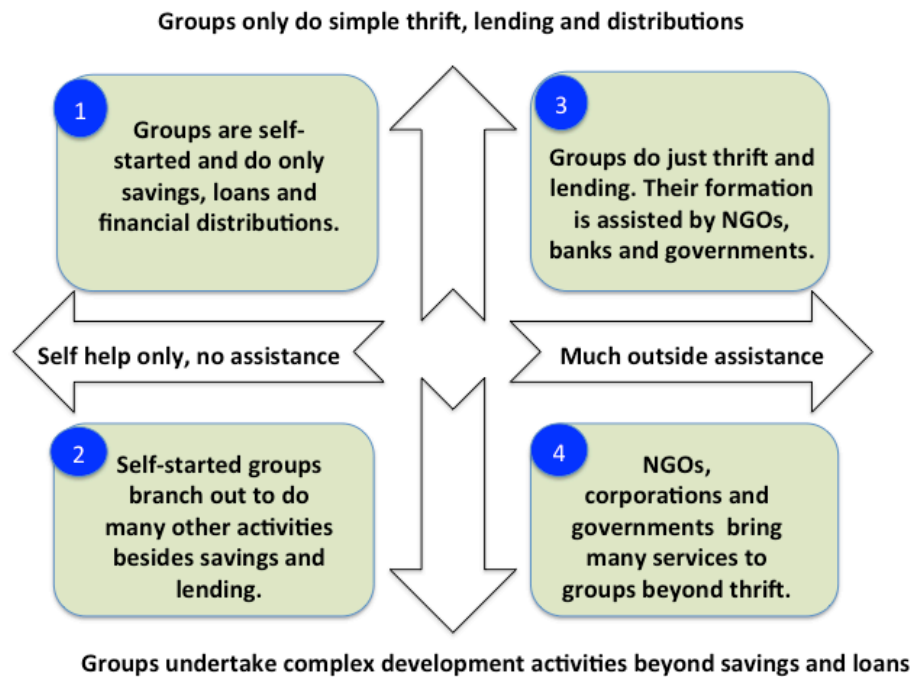 Groups only do simple thrift, lending and distributions
1
Groups are self-
started and do only
savings, loans and
financial distributions.
3
Groups do just thrift and
lending. Their formation
is assisted by NGOs,
banks and governments.
Self help only, no assistance
Much outside assistance
2
Self-started groups
branch out to do
many other activities
besides savings and
lending.
4
NGOs,
corporations and
governments bring
many services to
groups beyond thrift.
Groups undertake complex development activities beyond savings and loans